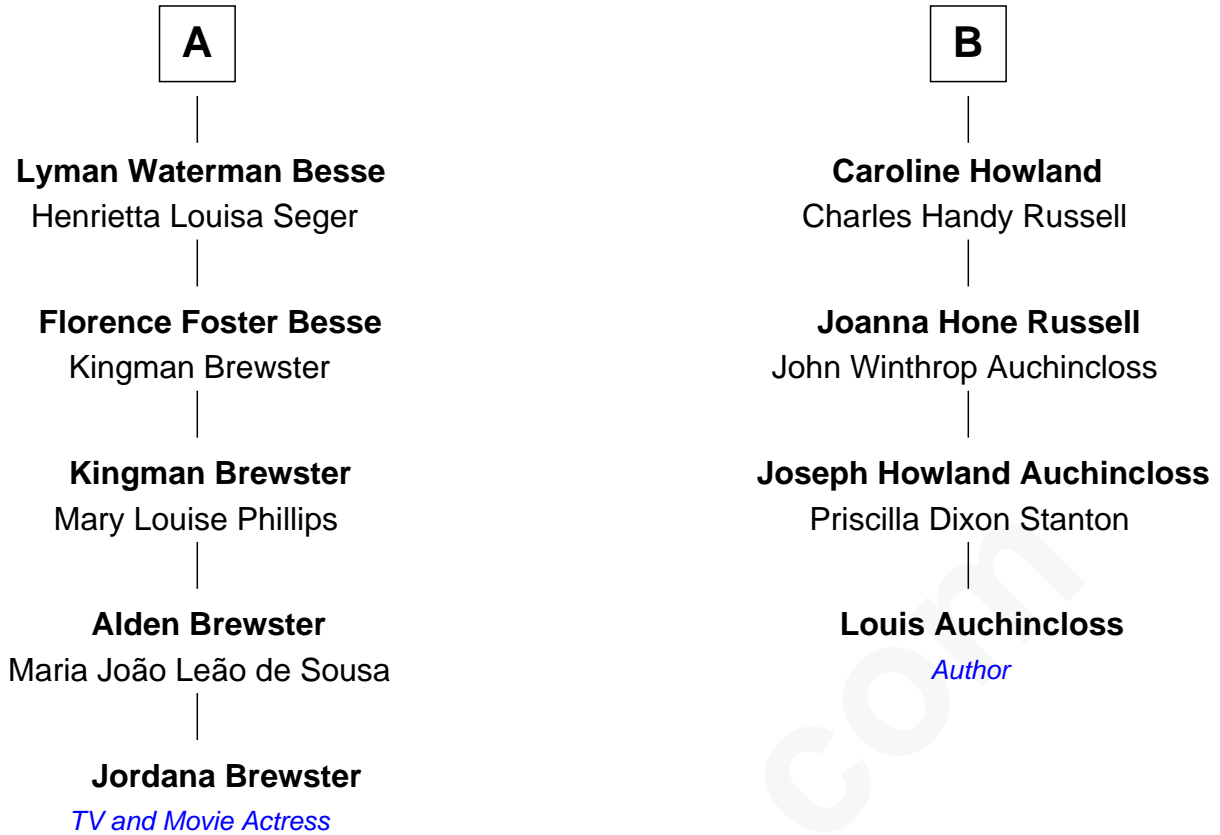 A
Lyman Waterman Besse
Henrietta Louisa Seger
Florence Foster Besse
Kingman Brewster
Kingman Brewster
Mary Louise Phillips
Alden Brewster
Maria João Leão de Sousa
Jordana Brewster
TV and Movie Actress
B
Caroline Howland
Charles Handy Russell
Joanna Hone Russell
John Winthrop Auchincloss
Joseph Howland Auchincloss
Priscilla Dixon Stanton
Louis Auchincloss
Author
com